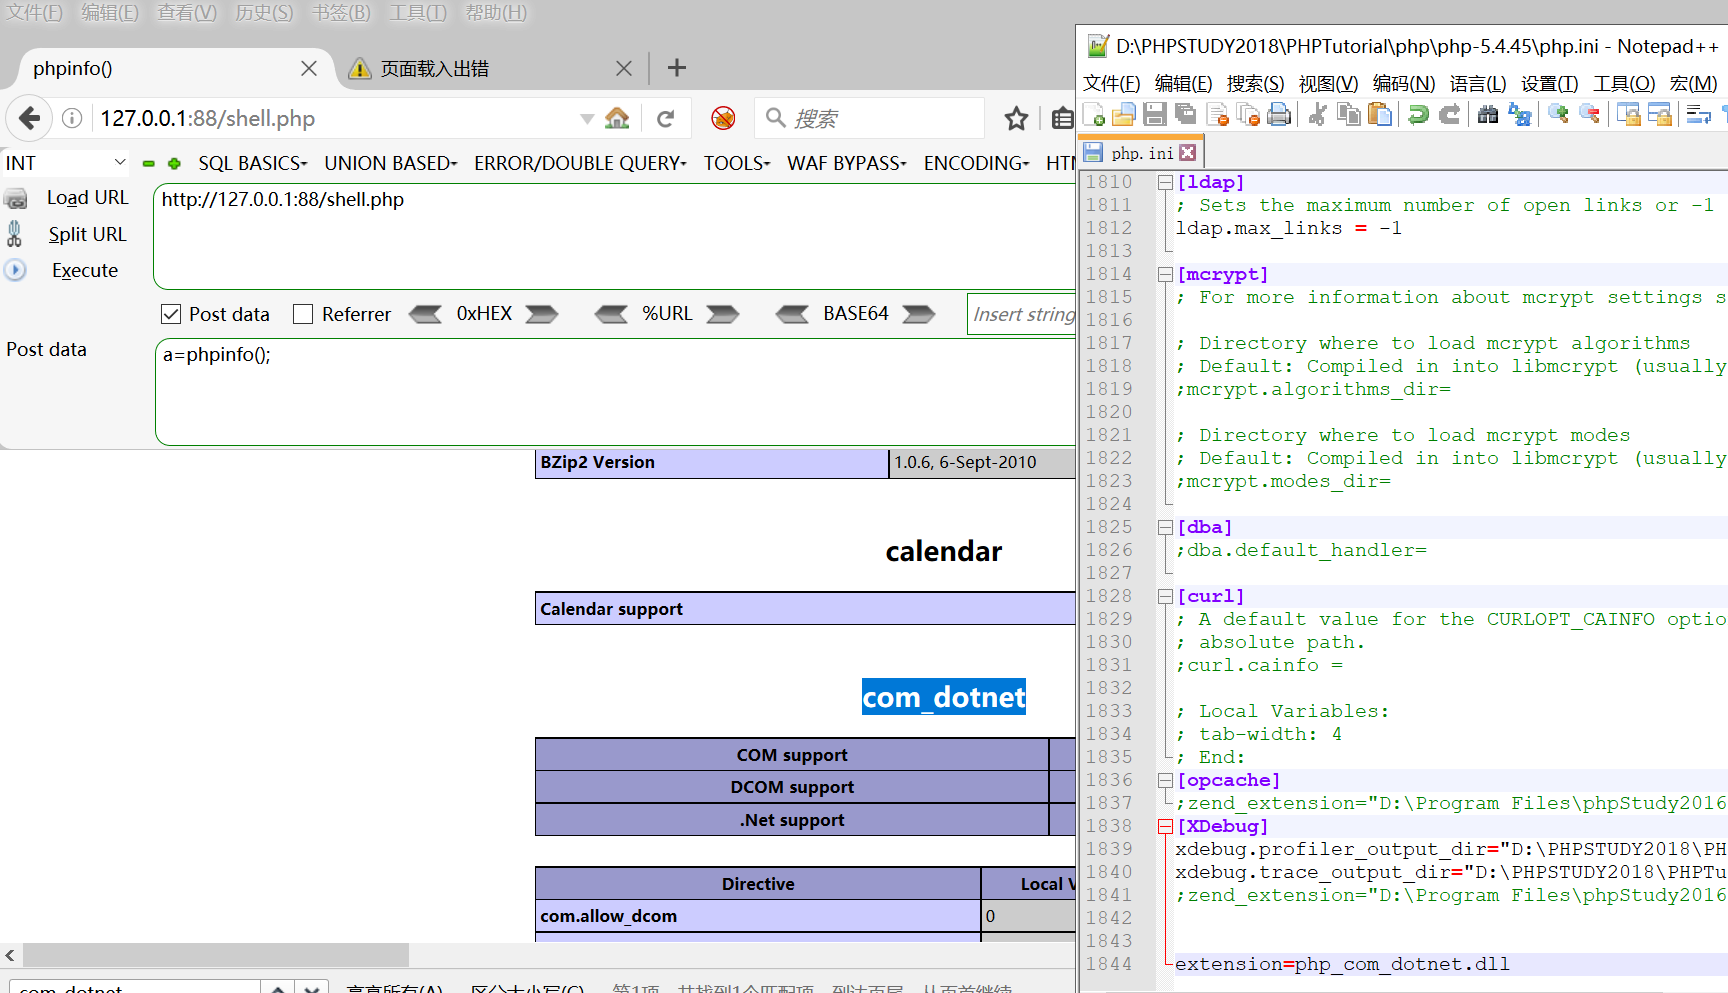 文件(F) 编辑(E) 查看(V) 历史(S) 书签(B) 工具(T) 帮助(H)
phpinfo()
页面载入出错
127.0.0.1:88/shell.php
搜索
INT
SQL BASICS UNION BASED ERROR/DOUBLE QUERY TOOLS WAF BYPASS ENCODING
Load URL
Split URL
Execute
http://127.0.0.1:88/shell.php
Post data Referrer 0xHEX %URL BASE64 Insert string
Post data
a=phpinfo();
BZip2 Version 1.0.6, 6-Sept-2010
calendar
Calendar support
com_dotnet
COM support
DCOM support
.Net support
Directive Local V
com.allow_dcom 0
com_dotnet
高亮所有(A) 区分大小写(C) 第1项，共找到1个匹配项 到达页尾，从页首继续
D:\PHPSTUDY2018\PHPTutorial\php\php-5.4.45\php.ini - Notepad++
文件(F) 编辑(E) 搜索(S) 视图(V) 编码(N) 语言(L) 设置(T) 工具(O) 宏(M)
php.ini
1810 [ldap]
1811 ; Sets the maximum number of open links or -1
1812 ldap.max_links = -1
1813
1814 [mcrypt]
1815 ; For more information about mcrypt settings s
1816
1817 ; Directory where to load mcrypt algorithms
1818 ; Default: Compiled in into libmcrypt (usually
1819 ;mcrypt.algorithms_dir=
1820
1821 ; Directory where to load mcrypt modes
1822 ; Default: Compiled in into libmcrypt (usually
1823 ;mcrypt.modes_dir=
1824
1825 [dba]
1826 ;dba.default_handler=
1827
1828 [curl]
1829 ; A default value for the CURLOPT_CAINFO optio
1830 ; absolute path.
1831 ;curl.cainfo =
1832
1833 ; Local Variables:
1834 ; tab-width: 4
1835 ; End:
1836 [opcache]
1837 ;zend_extension="D:\Program Files\phpStudy2016
1838 [XDebug]
1839 xdebug.profiler_output_dir="D:\PHPSTUDY2018\PH
1840 xdebug.trace_output_dir="D:\PHPSTUDY2018\PHPTu
1841 ;zend_extension="D:\Program Files\phpStudy2016
1842
1843
1844 extension=php_com_dotnet.dll